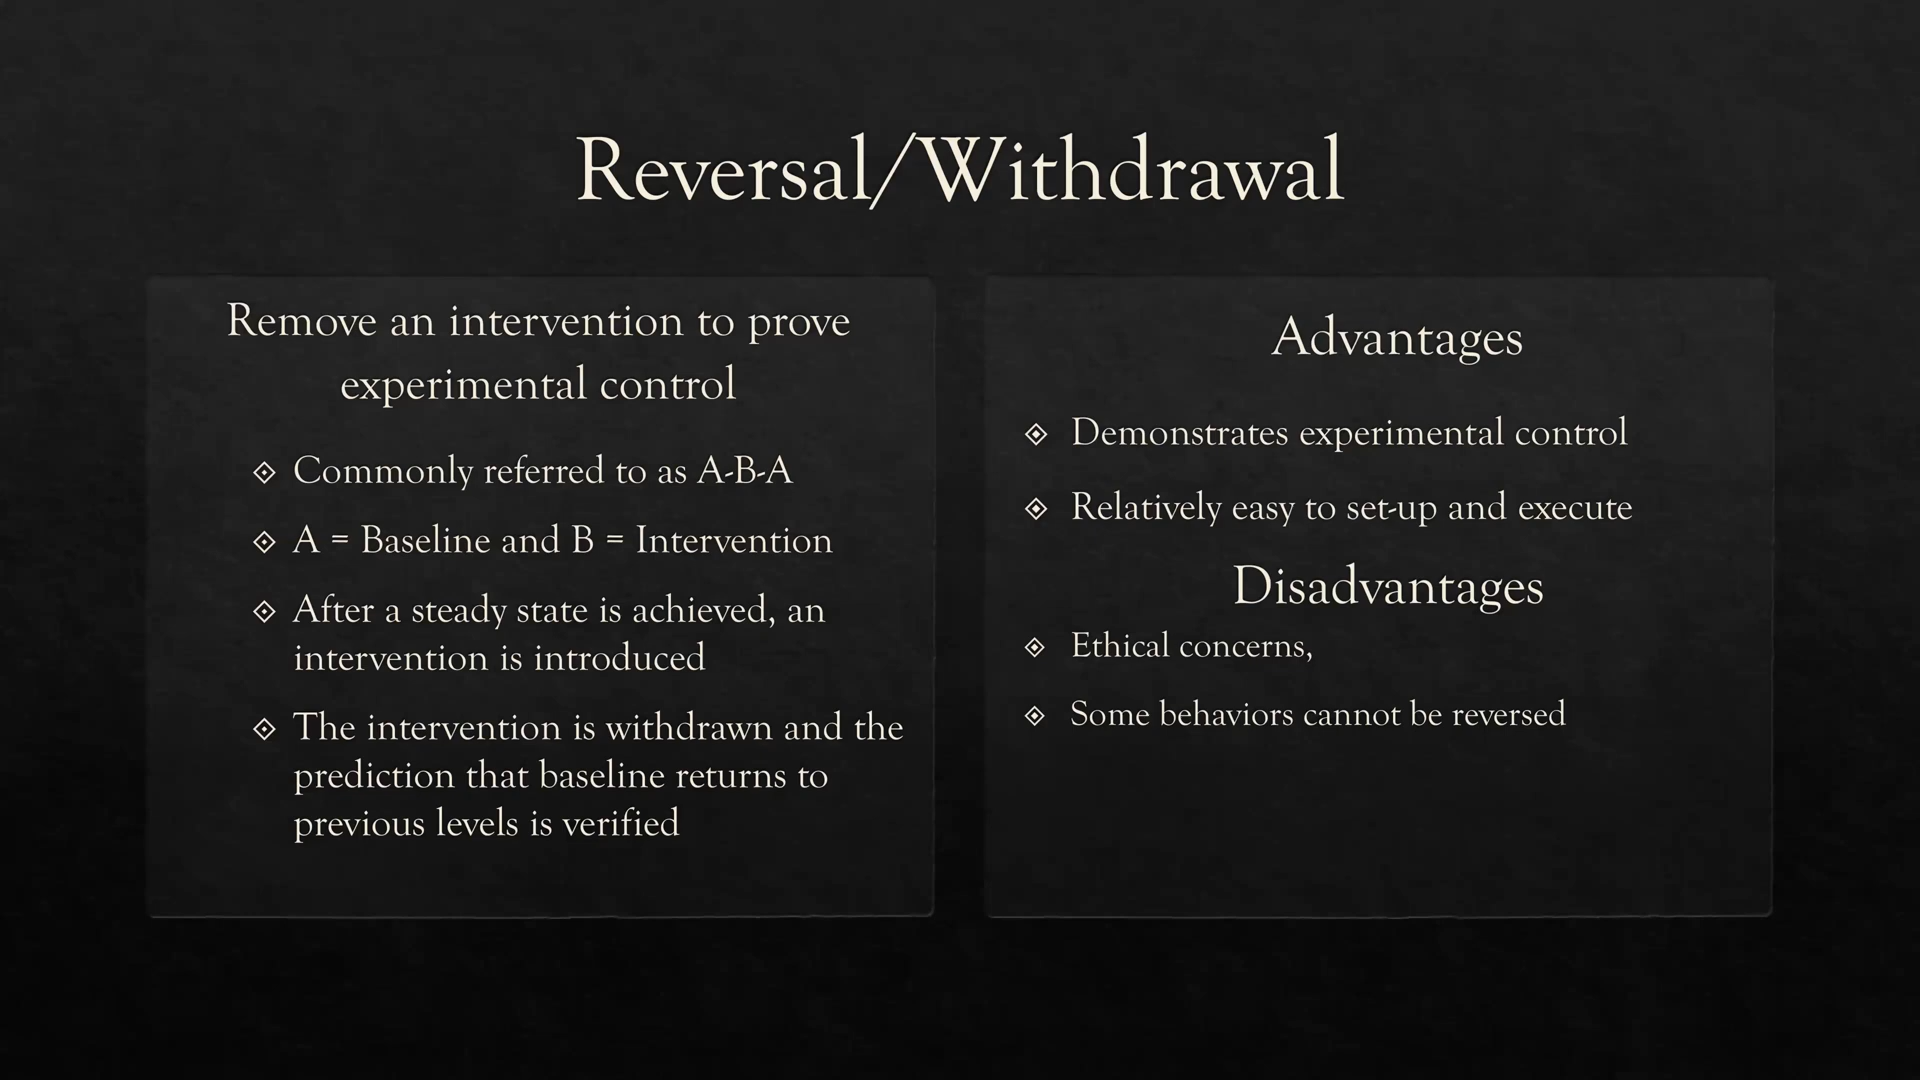 Reversal/Withdrawal
Remove an intervention to prove
experimental control
Commonly referred to as A-B-A
A = Baseline and B = Intervention
After a steady state is achieved, an
intervention is introduced
The intervention is withdrawn and the
prediction that baseline returns to
previous levels is verified
Advantages
Demonstrates experimental control
Relatively easy to set-up and execute
Disadvantages
Ethical concerns,
Some behaviors cannot be reversed